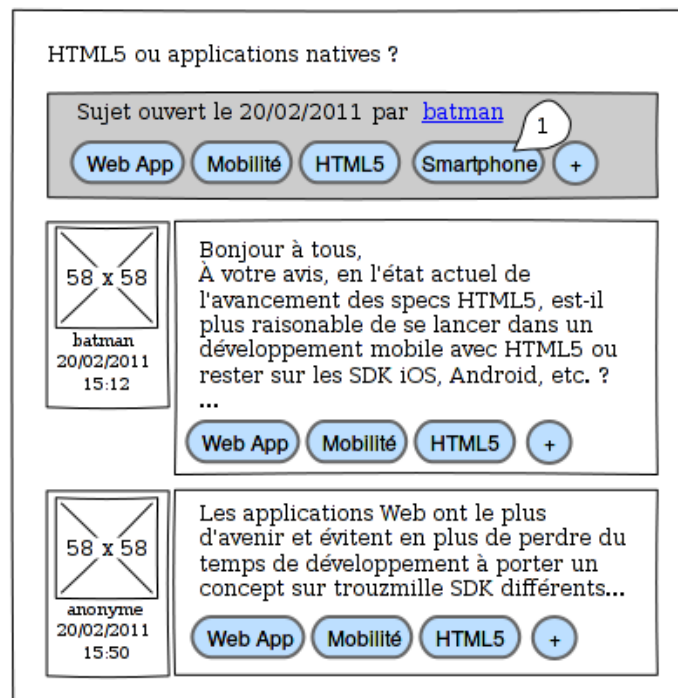 HTML5 ou applications natives ?
Sujet ouvert le 20/02/2011 par batman
1
Web App Mobilité HTML5 Smartphone +
58 x 58
batman
20/02/2011
15:12
Bonjour à tous,
À votre avis, en l'état actuel de
l'avancement des specs HTML5, est-il
plus raisonable de se lancer dans un
développement mobile avec HTML5 ou
rester sur les SDK iOS, Android, etc. ?
...
Web App Mobilité HTML5 +
58 x 58
anonyme
20/02/2011
15:50
Les applications Web ont le plus
d'avenir et évitent en plus de perdre du
temps de développement à porter un
concept sur trouzmille SDK différents...
Web App Mobilité HTML5 +